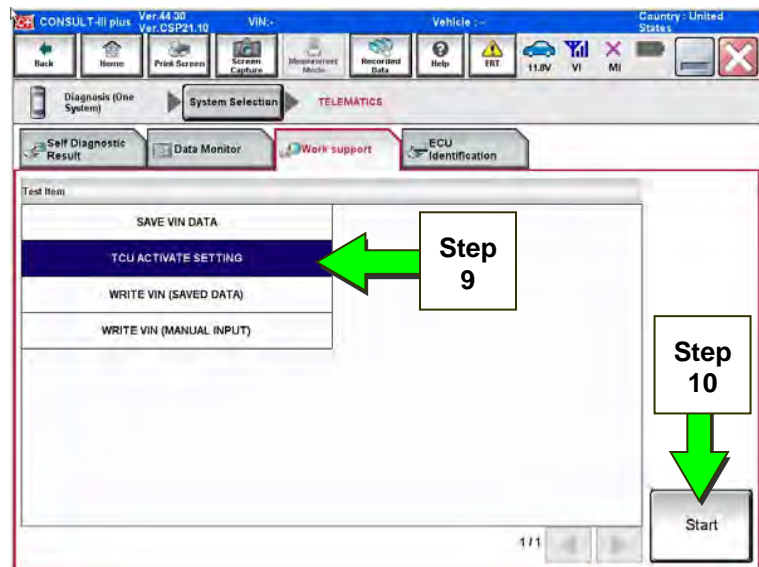 CONSULT-III plus Ver.44.30 VIN:- Vehicle :- Country : United
Ver.CSP21.10 States
Back Home Print Screen Screen Capture Measurement Mode Recorded Data Help ERT 11.8V VI MI
Diagnosis (One System) System Selection TELEMATICS
Self Diagnostic Result Data Monitor Work support ECU Identification
Test Item
SAVE VIN DATA
TCU ACTIVATE SETTING
WRITE VIN (SAVED DATA)
WRITE VIN (MANUAL INPUT)
Step
9
Step
10
Start
1/1